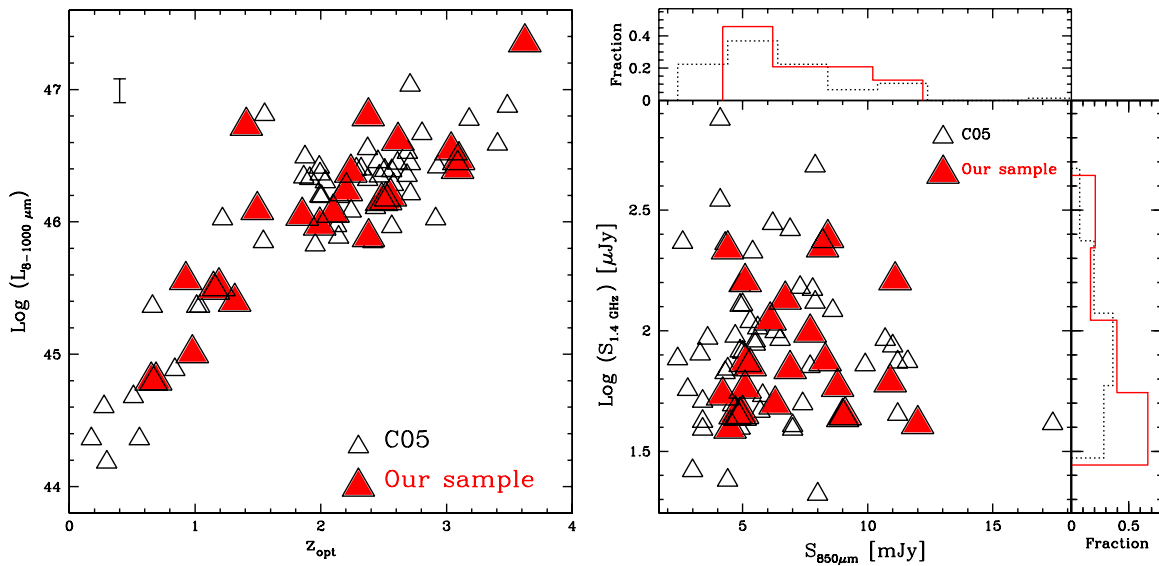 Log (L8-1000 μm)
47
46
45
44
0 1 2 3 4
zopt
C05
Our sample
Fraction
0.4
0.2
0
C05
Our sample
Log (S1.4 GHz) [μJy]
2.5
2
1.5
5 10 15
S850μm [mJy]
0 0.5
Fraction